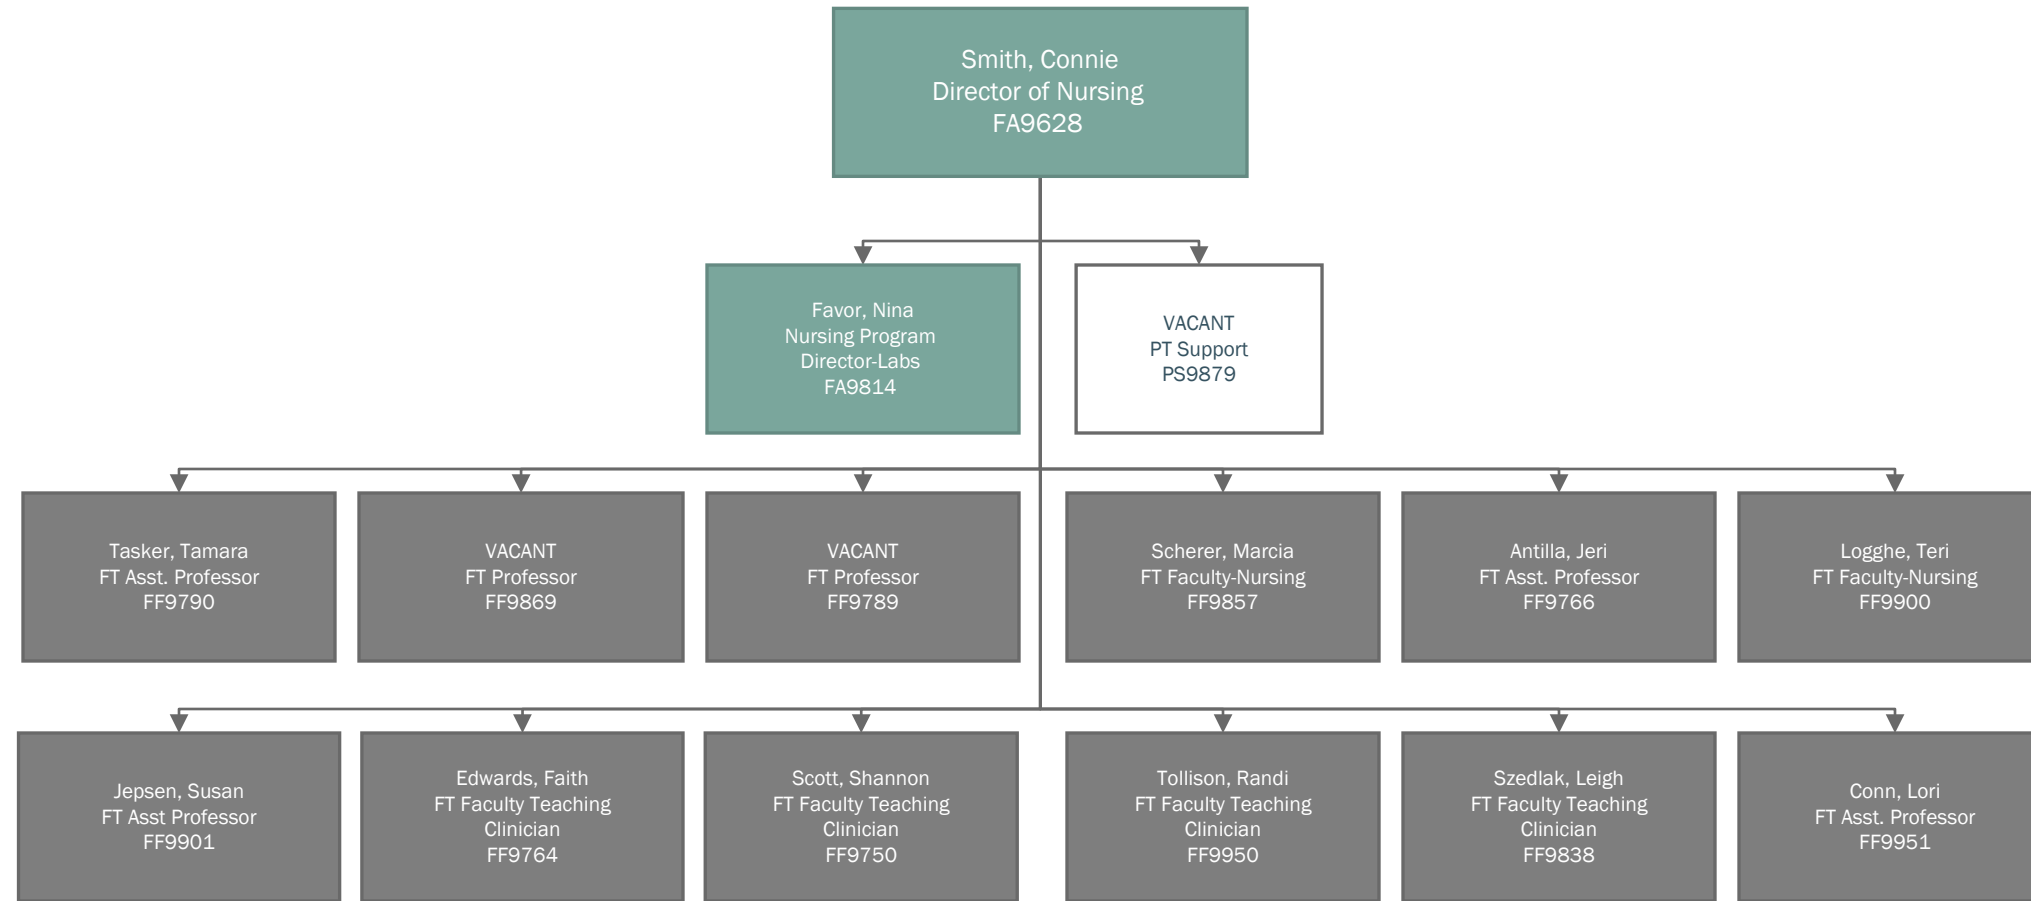 Smith, Connie
Director of Nursing
FA9628
Favor, Nina
Nursing Program
Director-Labs
FA9814
VACANT
PT Support
PS9879
Tasker, Tamara
FT Asst. Professor
FF9790
VACANT
FT Professor
FF9869
VACANT
FT Professor
FF9789
Scherer, Marcia
FT Faculty-Nursing
FF9857
Antilla, Jeri
FT Asst. Professor
FF9766
Logghe, Teri
FT Faculty-Nursing
FF9900
Jepsen, Susan
FT Asst Professor
FF9901
Edwards, Faith
FT Faculty Teaching
Clinician
FF9764
Scott, Shannon
FT Faculty Teaching
Clinician
FF9750
Tollison, Randi
FT Faculty Teaching
Clinician
FF9950
Szedlak, Leigh
FT Faculty Teaching
Clinician
FF9838
Conn, Lori
FT Asst. Professor
FF9951